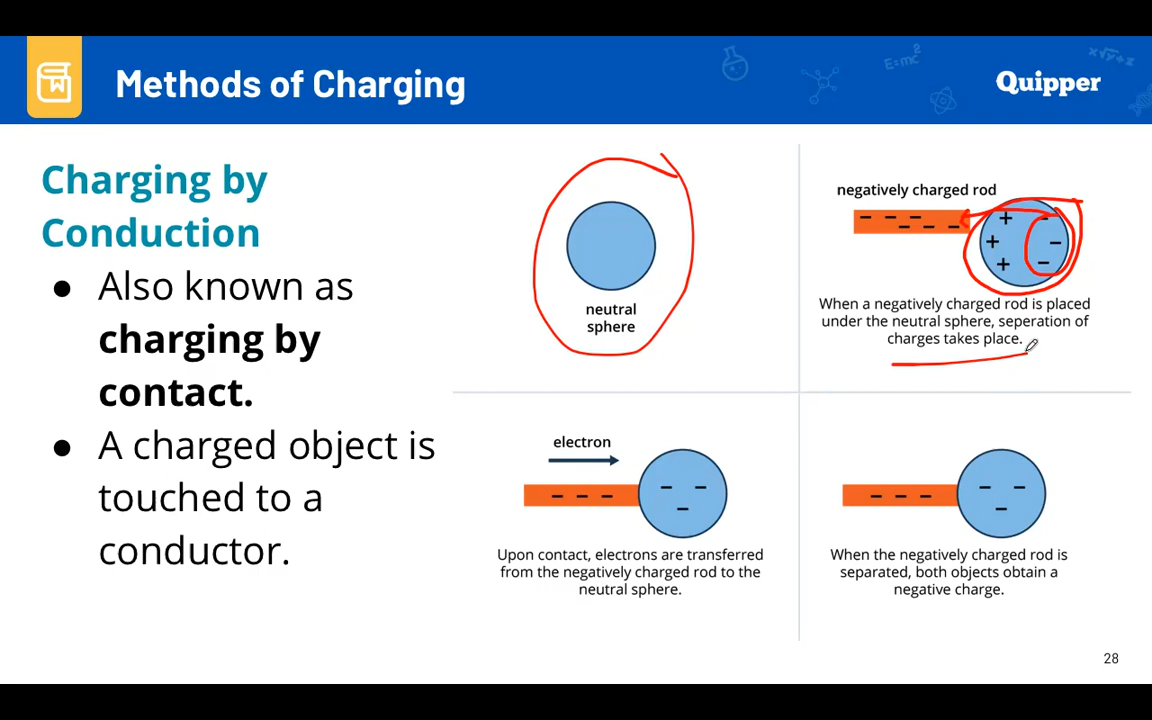 Methods of Charging
E=mc²
Quipper
Charging by
Conduction
● Also known as
charging by
contact.
● A charged object is
touched to a
conductor.
neutral
sphere
negatively charged rod
− − −
− − −
+ −
+ −
+ −
When a negatively charged rod is placed
under the neutral sphere, seperation of
charges takes place.
electron
− − −
− −
−
Upon contact, electrons are transferred
from the negatively charged rod to the
neutral sphere.
− − −
− −
−
When the negatively charged rod is
separated, both objects obtain a
negative charge.
28